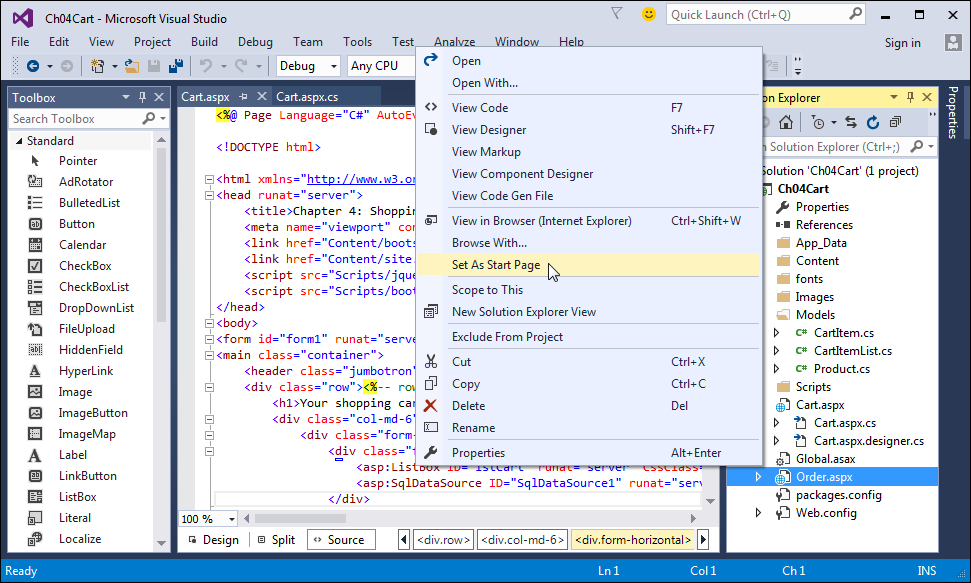 Ch04Cart - Microsoft Visual Studio
Quick Launch (Ctrl+Q)
File Edit View Project Build Debug Team Tools Test Analyze Window Help Sign in
Debug Any CPU
Toolbox
Search Toolbox
Standard
Pointer
AdRotator
BulletedList
Button
Calendar
CheckBox
CheckBoxList
DropDownList
FileUpload
HiddenField
HyperLink
Image
ImageButton
ImageMap
Label
LinkButton
ListBox
Literal
Localize
Cart.aspx Cart.aspx.cs
<%@ Page Language="C#" AutoEv
<!DOCTYPE html>
<html xmlns="http://www.w3.or
<head runat="server">
<title>Chapter 4: Shoppin
<meta name="viewport" con
<link href="Content/boots
<link href="Content/site.
<script src="Scripts/jque
<script src="Scripts/boot
</head>
<body>
<form id="form1" runat="serve
<main class="container">
<header class="jumbotron"
<div class="row"><%-- row
<h1>Your shopping car
<div class="col-md-6"
<div class="form-
<div class="f
<asp:ListBox ID="lstCart" runat="server" CssClass=
<asp:SqlDataSource ID="SqlDataSource1" runat="serv
</div>
100 %
Design Split Source <div.row> <div.col-md-6> <div.form-horizontal>
Open
Open With...
View Code F7
View Designer Shift+F7
View Markup
View Component Designer
View Code Gen File
View in Browser (Internet Explorer) Ctrl+Shift+W
Browse With...
Set As Start Page
Scope to This
New Solution Explorer View
Exclude From Project
Cut Ctrl+X
Copy Ctrl+C
Delete Del
Rename
Properties Alt+Enter
on Explorer
Solution Explorer (Ctrl+;)
Solution 'Ch04Cart' (1 project)
Ch04Cart
Properties
References
App_Data
Content
fonts
Images
Models
CartItem.cs
CartItemList.cs
Product.cs
Scripts
Cart.aspx
Cart.aspx.cs
Cart.aspx.designer.cs
Global.asax
Order.aspx
packages.config
Web.config
Properties
Ready Ln 1 Col 1 Ch 1 INS